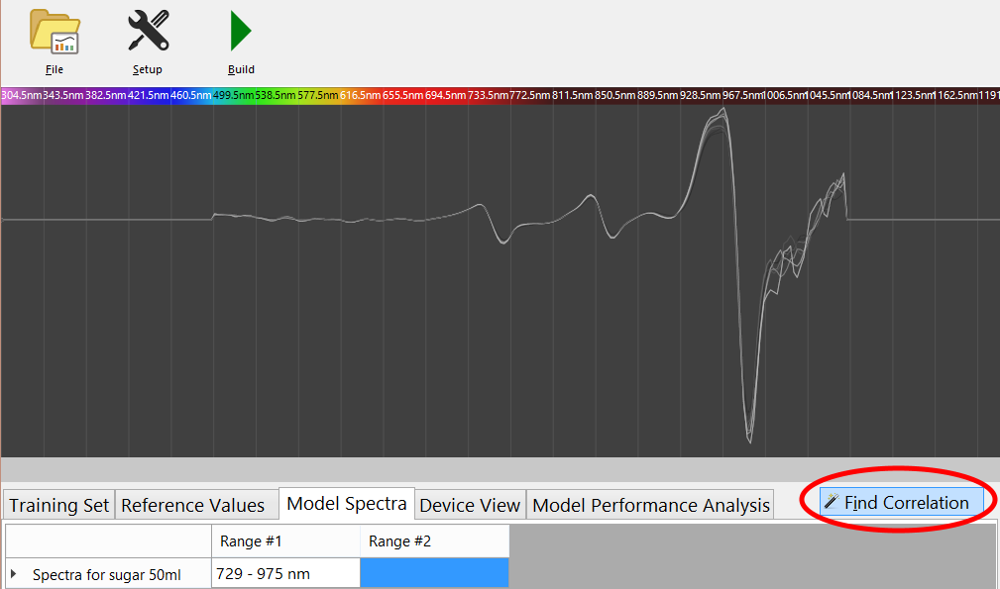 File Setup Build
304.5nm 343.5nm 382.5nm 421.5nm 460.5nm 499.5nm 538.5nm 577.5nm 616.5nm 655.5nm 694.5nm 733.5nm 772.5nm 811.5nm 850.5nm 889.5nm 928.5nm 967.5nm 1006.5nm 1045.5nm 1084.5nm 1123.5nm 1162.5nm 1191
Training Set Reference Values Model Spectra Device View Model Performance Analysis Find Correlation
Range #1 Range #2
Spectra for sugar 50ml 729 - 975 nm